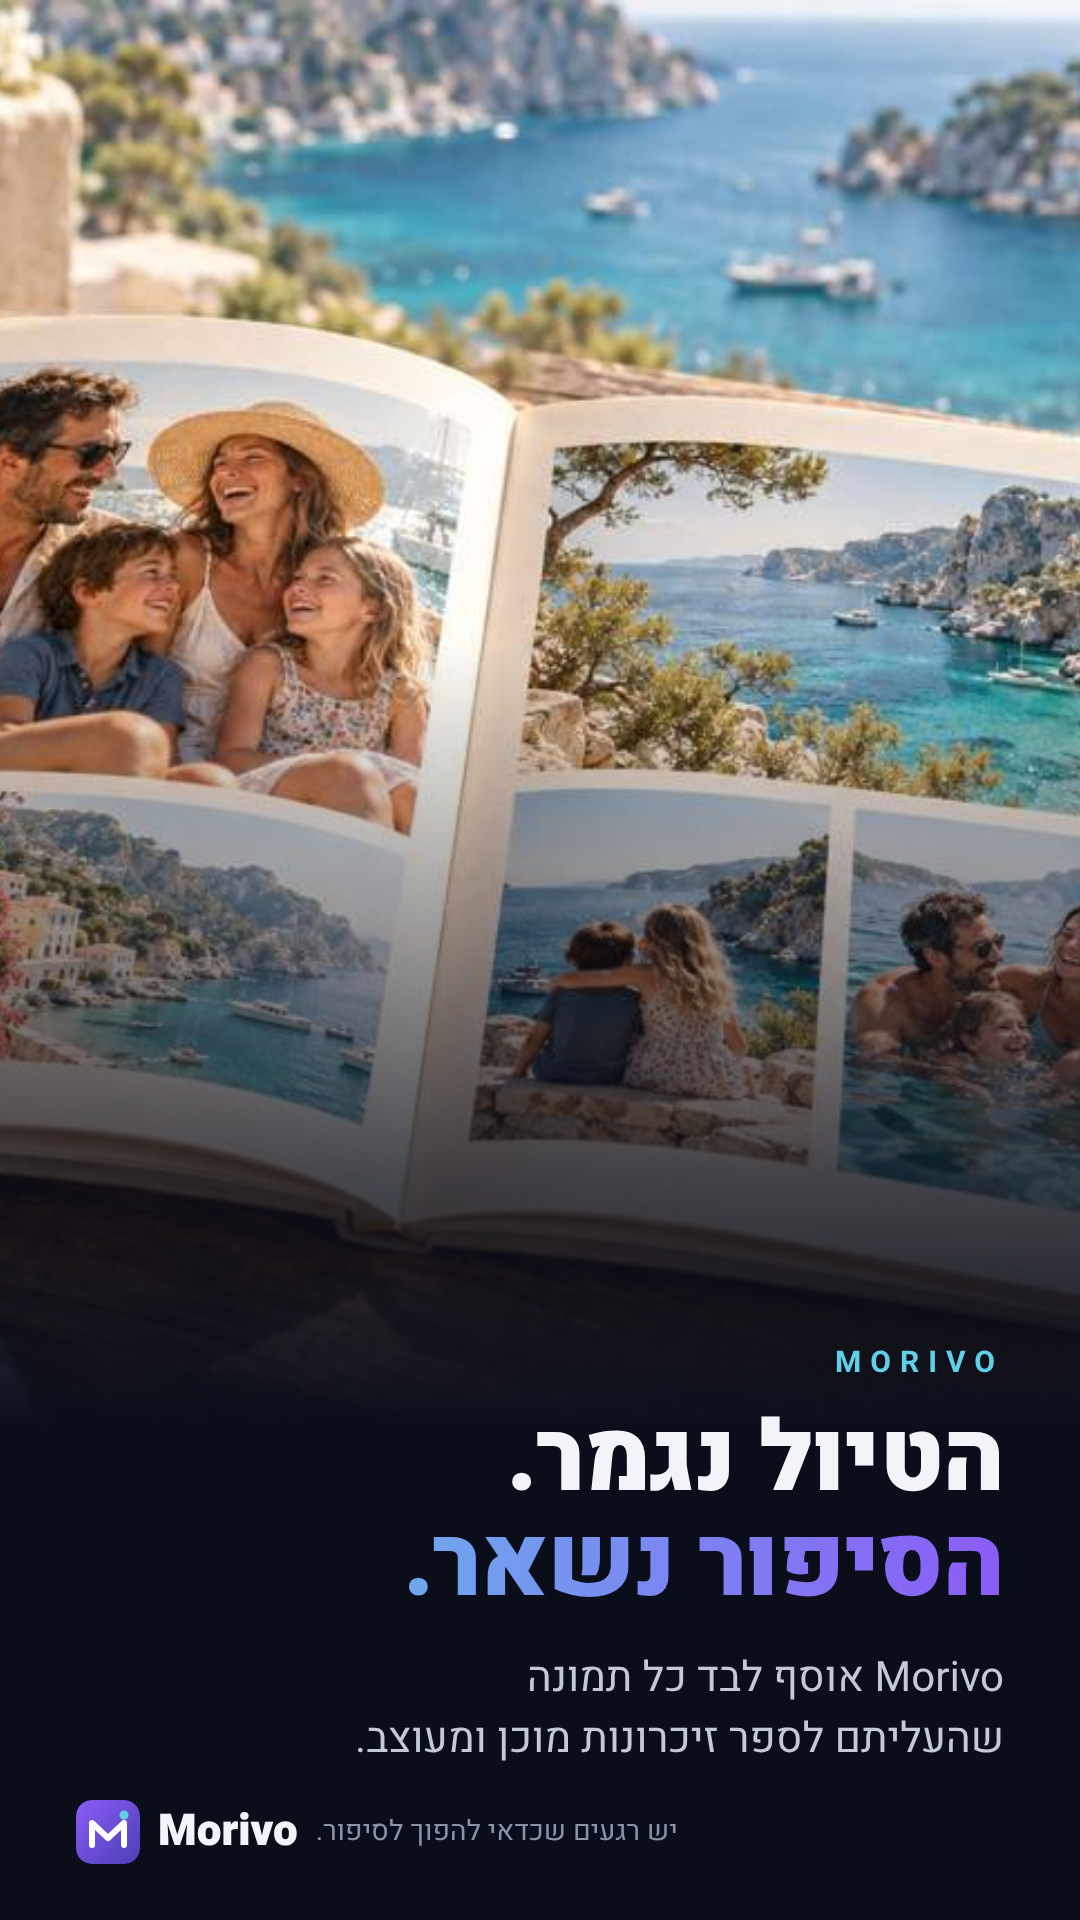 MORIVO
הטיול נגמר.
הסיפור נשאר.
Morivo אוסף לבד כל תמונה
שהעליתם לספר זיכרונות מוכן ומעוצב.
Morivo יש רגעים שכדאי להפוך לסיפור.